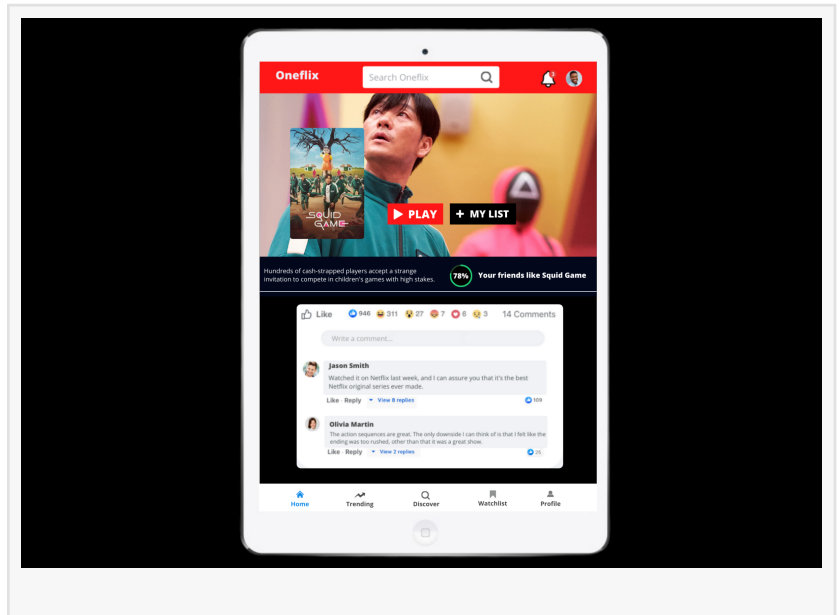 Oneflix
Search Oneflix
SQUID
GAME
PLAY
+ MY LIST
Hundreds of cash-strapped players accept a strange
invitation to compete in children's games with high stakes.
78%
Your friends like Squid Game
Like
946
311
27
7
8
3
14 Comments
Write a comment...
Jason Smith
Watched it on Netflix last week, and I can assure you that it's the best
Netflix original series ever made.
Like · Reply
View 8 replies
Olivia Martin
The action sequences are great. The only downside I can think of is that I felt like the
ending was too rushed, other than that it was a great show.
Like · Reply
View 2 replies
Home
Trending
Discover
Watchlist
Profile